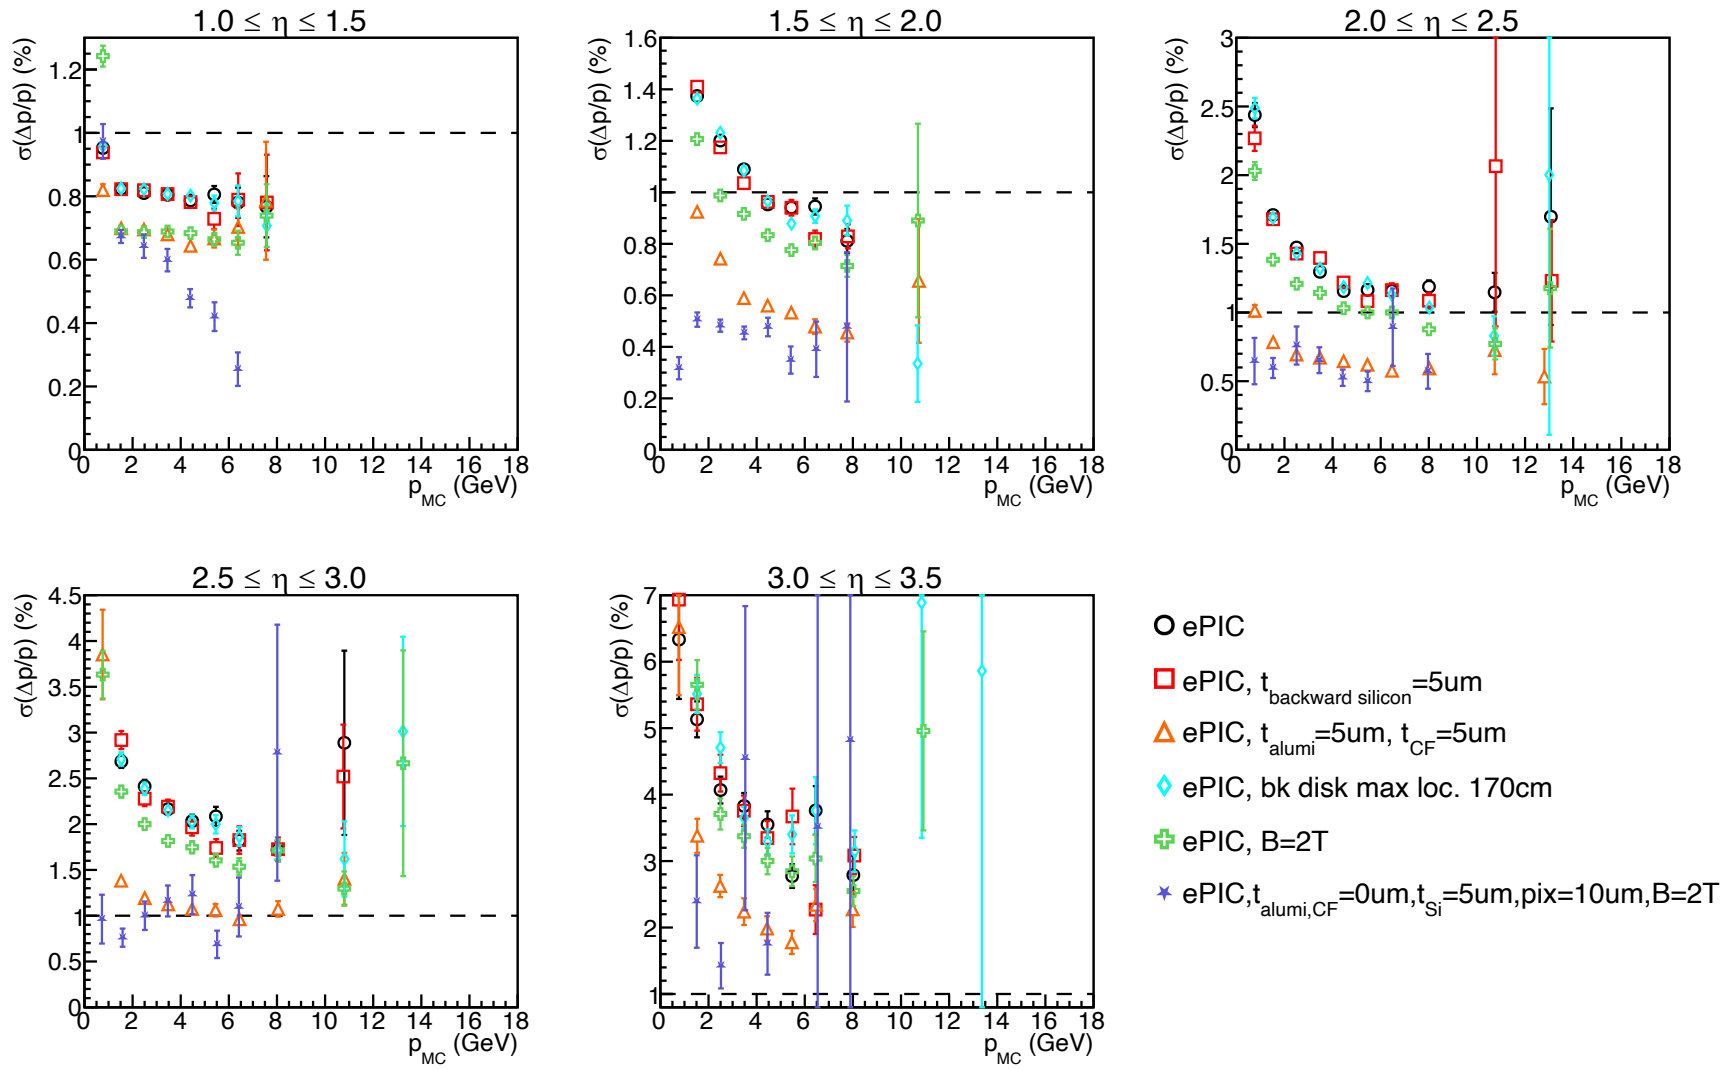 1.0 ≤ η ≤ 1.5
σ(Δp/p) (%)
1.2
1
0.8
0.6
0.4
0.2
0
0 2 4 6 8 10 12 14 16 18
p_MC (GeV)
1.5 ≤ η ≤ 2.0
σ(Δp/p) (%)
1.6
1.4
1.2
1
0.8
0.6
0.4
0.2
0
0 2 4 6 8 10 12 14 16 18
p_MC (GeV)
2.0 ≤ η ≤ 2.5
σ(Δp/p) (%)
3
2.5
2
1.5
1
0.5
0
0 2 4 6 8 10 12 14 16 18
p_MC (GeV)
2.5 ≤ η ≤ 3.0
σ(Δp/p) (%)
4.5
4
3.5
3
2.5
2
1.5
1
0.5
0
0 2 4 6 8 10 12 14 16 18
p_MC (GeV)
3.0 ≤ η ≤ 3.5
σ(Δp/p) (%)
7
6
5
4
3
2
1
0 2 4 6 8 10 12 14 16 18
p_MC (GeV)
ePIC
ePIC, t_backward silicon=5um
ePIC, t_alumi=5um, t_CF=5um
ePIC, bk disk max loc. 170cm
ePIC, B=2T
ePIC,t_alumi,CF=0um,t_Si=5um,pix=10um,B=2T